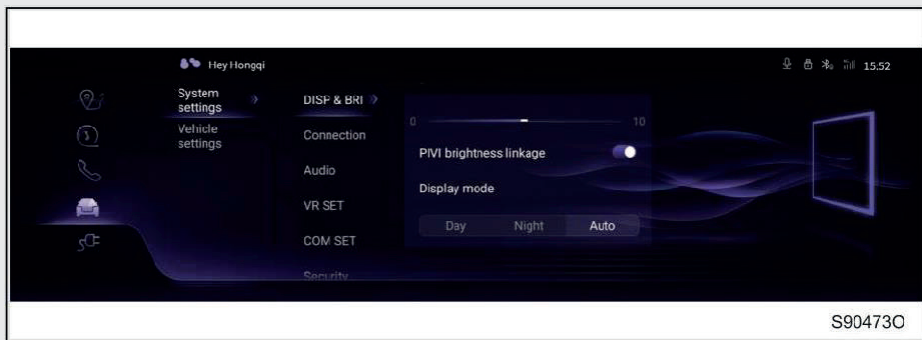 Hey Hongqi
15:52
System
settings
Vehicle
settings
DISP & BRI
Connection
Audio
VR SET
COM SET
Security
0 10
PIVI brightness linkage
Display mode
Day Night Auto
S90473O